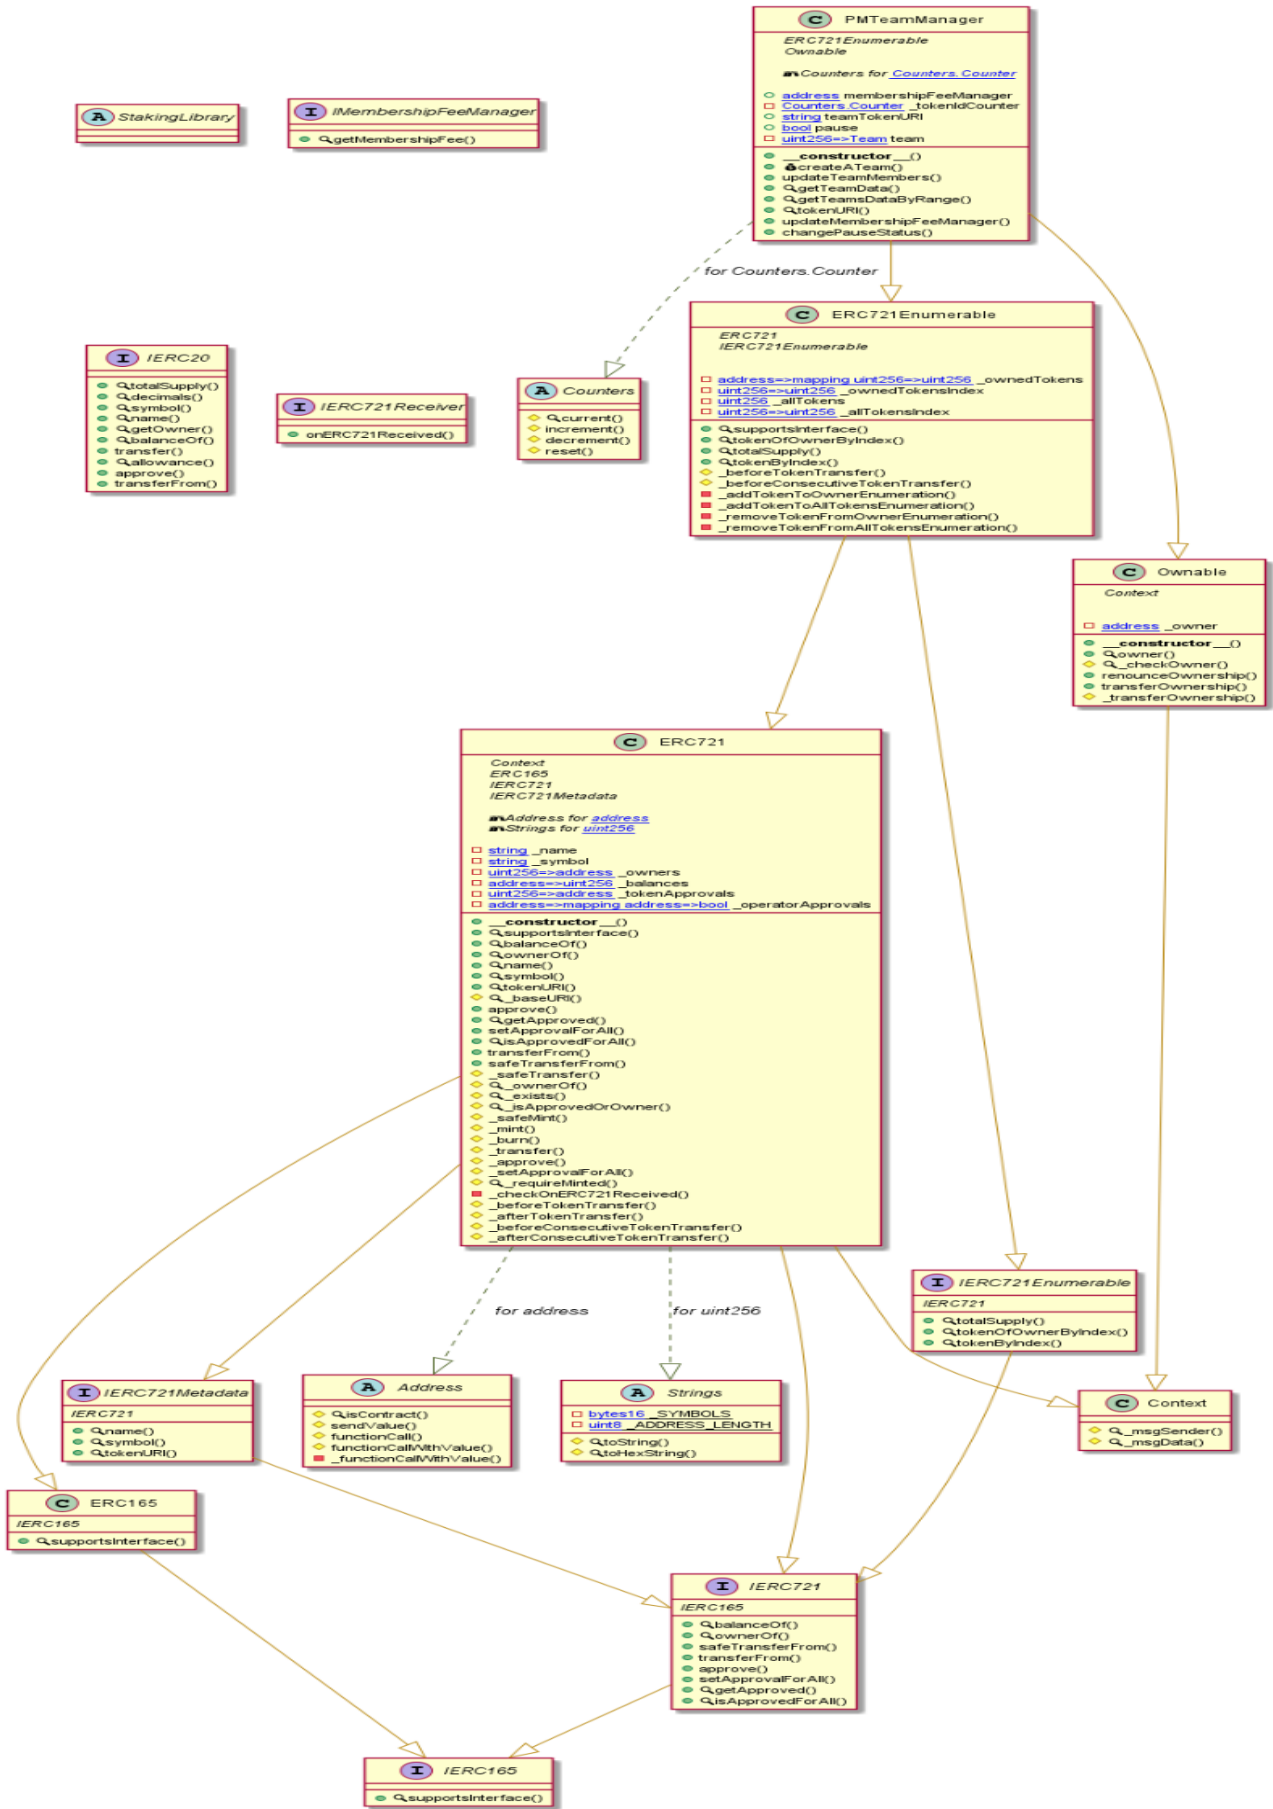 C PMTeamManager
ERC721Enumerable
Ownable
Counters for Counters.Counter
address membershipFeeManager
Counters.Counter _tokenIdCounter
string teamTokenURI
bool pause
uint256=>Team team
__constructor__()
createATeam()
updateTeamMembers()
getTeamData()
getTeamsDataByRange()
tokenURI()
updateMembershipFeeManager()
changePauseStatus()
A StakingLibrary
I IMembershipFeeManager
getMembershipFee()
for Counters.Counter
C ERC721Enumerable
ERC721
IERC721Enumerable
address=>mapping uint256=>uint256 _ownedTokens
uint256=>uint256 _ownedTokensIndex
uint256 _allTokens
uint256=>uint256 _allTokensIndex
supportsInterface()
tokenOfOwnerByIndex()
totalSupply()
tokenByIndex()
_beforeTokenTransfer()
_beforeConsecutiveTokenTransfer()
_addTokenToOwnerEnumeration()
_addTokenToAllTokensEnumeration()
_removeTokenFromOwnerEnumeration()
_removeTokenFromAllTokensEnumeration()
I IERC20
totalSupply()
decimals()
symbol()
name()
getOwner()
balanceOf()
transfer()
allowance()
approve()
transferFrom()
I IERC721Receiver
onERC721Received()
A Counters
current()
increment()
decrement()
reset()
C Ownable
Context
address _owner
__constructor__()
owner()
_checkOwner()
renounceOwnership()
transferOwnership()
_transferOwnership()
C ERC721
Context
ERC165
IERC721
IERC721Metadata
Address for address
Strings for uint256
string _name
string _symbol
uint256=>address _owners
address=>uint256 _balances
uint256=>address _tokenApprovals
address=>mapping address=>bool _operatorApprovals
__constructor__()
supportsInterface()
balanceOf()
ownerOf()
name()
symbol()
tokenURI()
_baseURI()
approve()
getApproved()
setApprovalForAll()
isApprovedForAll()
transferFrom()
safeTransferFrom()
_safeTransfer()
_ownerOf()
_exists()
_isApprovedOrOwner()
_safeMint()
_mint()
_burn()
_transfer()
_approve()
_setApprovalForAll()
_requireMinted()
_checkOnERC721Received()
_beforeTokenTransfer()
_afterTokenTransfer()
_beforeConsecutiveTokenTransfer()
_afterConsecutiveTokenTransfer()
for address
for uint256
I IERC721Enumerable
IERC721
totalSupply()
tokenOfOwnerByIndex()
tokenByIndex()
I IERC721Metadata
IERC721
name()
symbol()
tokenURI()
A Address
isContract()
sendValue()
functionCall()
functionCallWithValue()
_functionCallWithValue()
A Strings
bytes16 _SYMBOLS
uint8 _ADDRESS_LENGTH
toString()
toHexString()
C Context
_msgSender()
_msgData()
C ERC165
IERC165
supportsInterface()
I IERC721
IERC165
balanceOf()
ownerOf()
safeTransferFrom()
transferFrom()
approve()
setApprovalForAll()
getApproved()
isApprovedForAll()
I IERC165
supportsInterface()